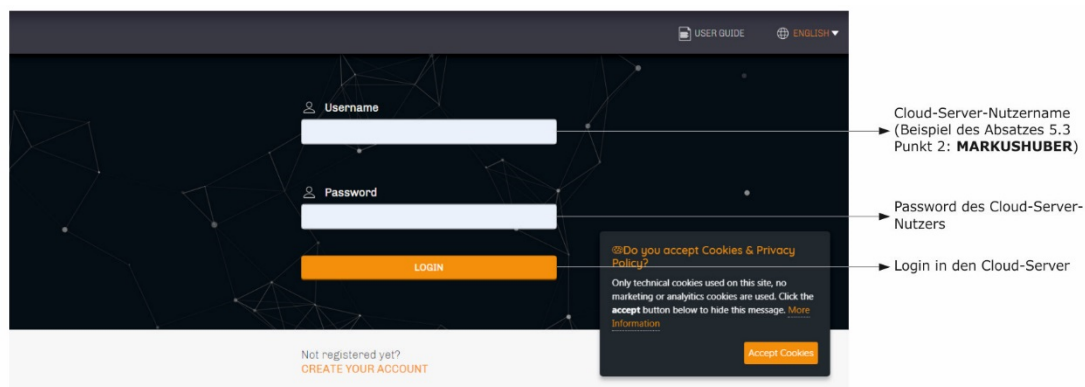 USER GUIDE
ENGLISH
Username
Cloud-Server-Nutzername
(Beispiel des Absatzes 5.3
Punkt 2: MARKUSHUBER)
Password
Password des Cloud-Server-
Nutzers
LOGIN
Login in den Cloud-Server
Do you accept Cookies & Privacy
Policy?
Only technical cookies used on this site, no
marketing or analyitics cookies are used. Click the
accept button below to hide this message. More
Information
Accept Cookies
Not registered yet?
CREATE YOUR ACCOUNT